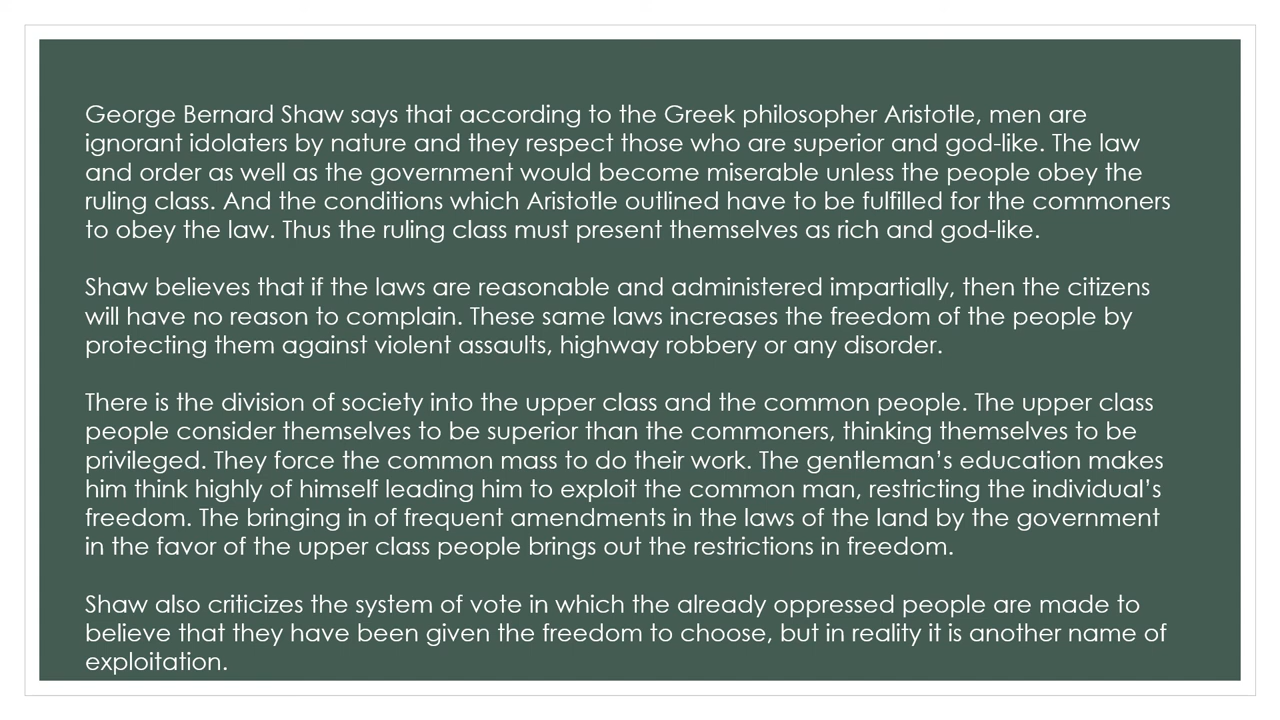 George Bernard Shaw says that according to the Greek philosopher Aristotle, men are
ignorant idolaters by nature and they respect those who are superior and god-like. The law
and order as well as the government would become miserable unless the people obey the
ruling class. And the conditions which Aristotle outlined have to be fulfilled for the commoners
to obey the law. Thus the ruling class must present themselves as rich and god-like.
Shaw believes that if the laws are reasonable and administered impartially, then the citizens
will have no reason to complain. These same laws increases the freedom of the people by
protecting them against violent assaults, highway robbery or any disorder.
There is the division of society into the upper class and the common people. The upper class
people consider themselves to be superior than the commoners, thinking themselves to be
privileged. They force the common mass to do their work. The gentleman’s education makes
him think highly of himself leading him to exploit the common man, restricting the individual’s
freedom. The bringing in of frequent amendments in the laws of the land by the government
in the favor of the upper class people brings out the restrictions in freedom.
Shaw also criticizes the system of vote in which the already oppressed people are made to
believe that they have been given the freedom to choose, but in reality it is another name of
exploitation.